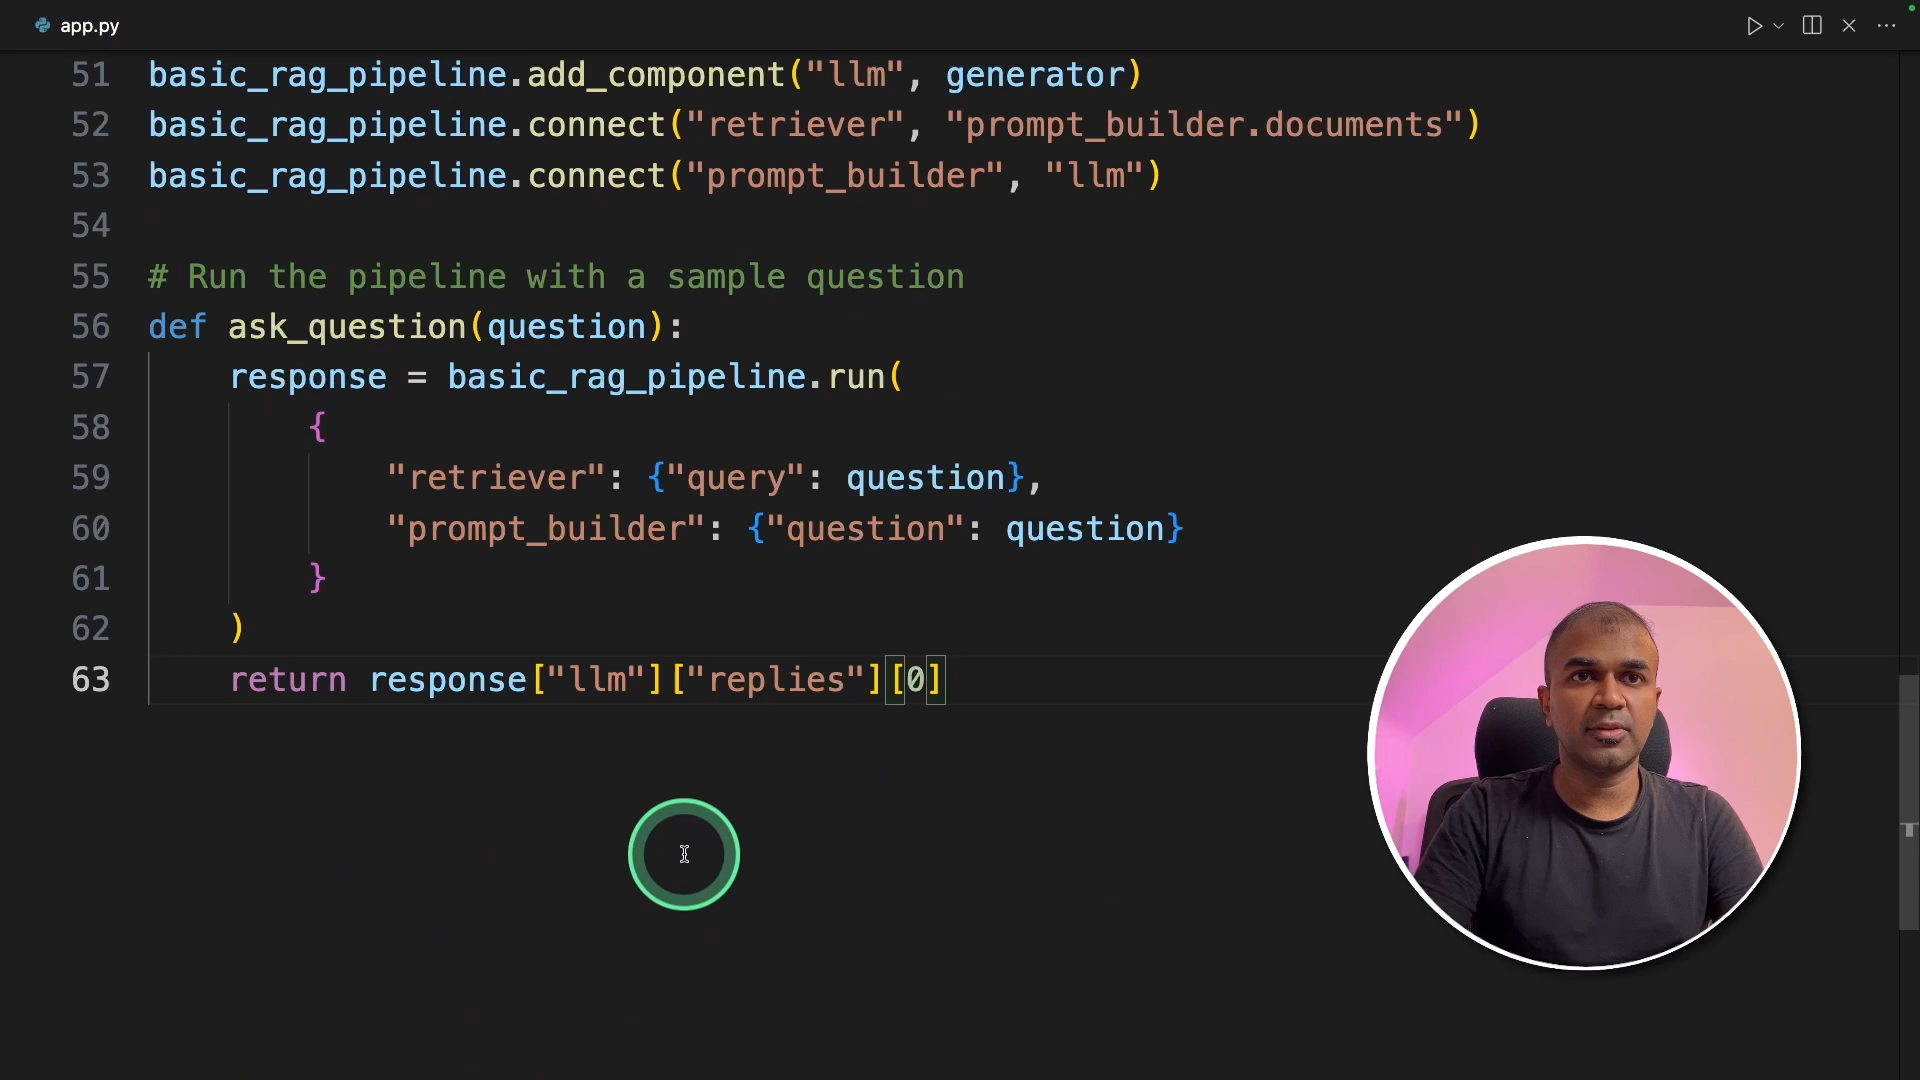 app.py
51 basic_rag_pipeline.add_component("llm", generator)
52 basic_rag_pipeline.connect("retriever", "prompt_builder.documents")
53 basic_rag_pipeline.connect("prompt_builder", "llm")
54
55 # Run the pipeline with a sample question
56 def ask_question(question):
57     response = basic_rag_pipeline.run(
58         {
59             "retriever": {"query": question},
60             "prompt_builder": {"question": question}
61         }
62     )
63     return response["llm"]["replies"][0]